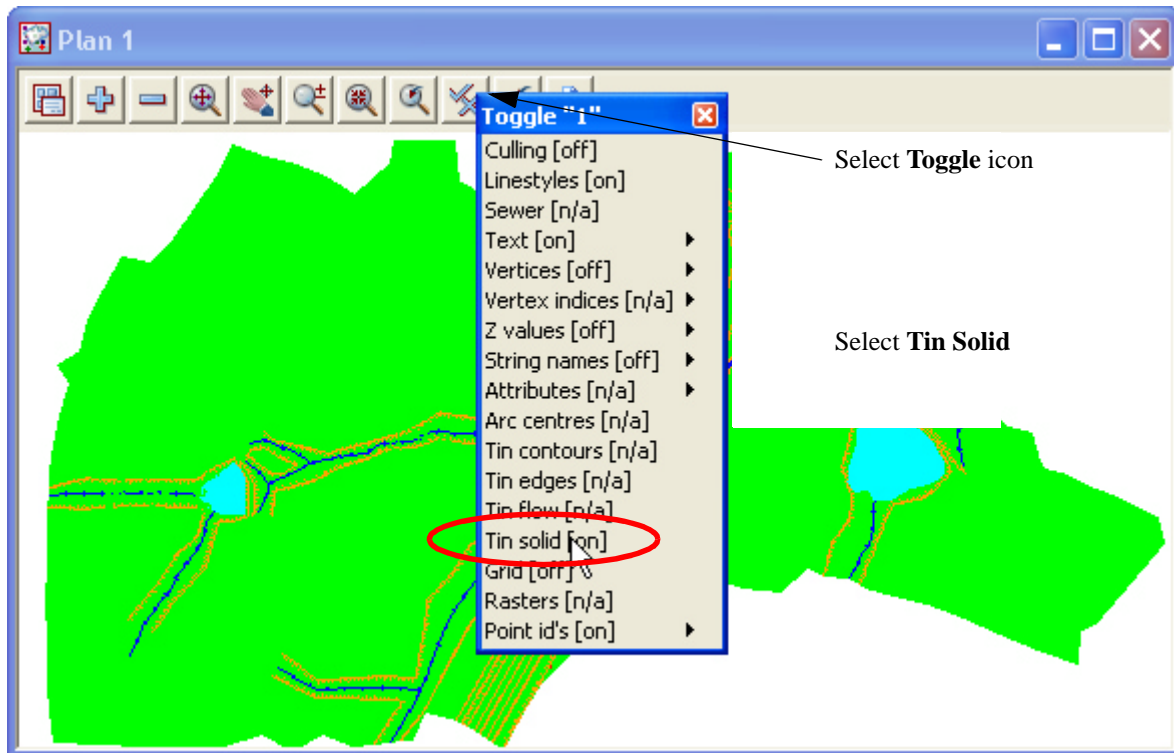 Plan 1
Toggle "1"
Select Toggle icon
Culling [off]
Linestyles [on]
Sewer [n/a]
Text [on]
Vertices [off]
Vertex indices [n/a]
Z values [off]
Select Tin Solid
String names [off]
Attributes [n/a]
Arc centres [n/a]
Tin contours [n/a]
Tin edges [n/a]
Tin flow [n/a]
Tin solid [on]
Grid [off]
Rasters [n/a]
Point id's [on]